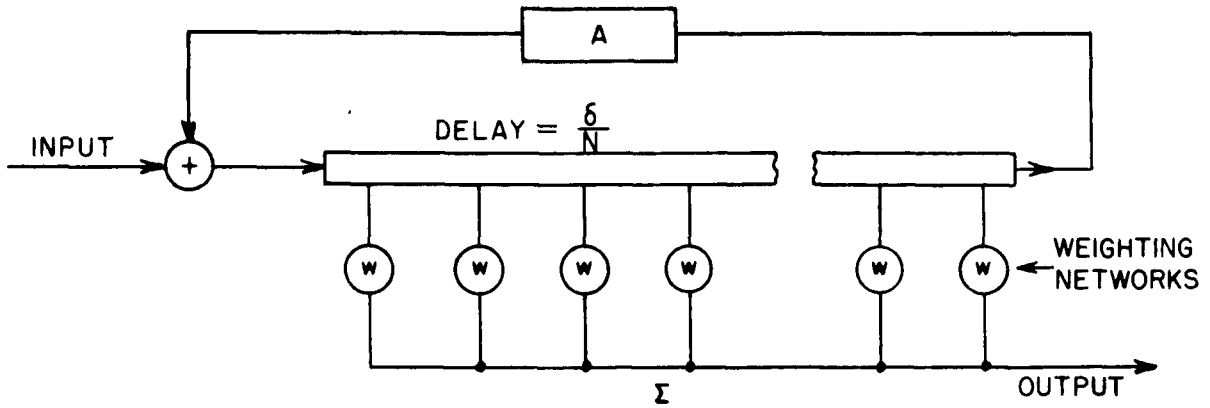 A
DELAY = δ/N
INPUT
+
W W W W W W
WEIGHTING
NETWORKS
Σ
OUTPUT